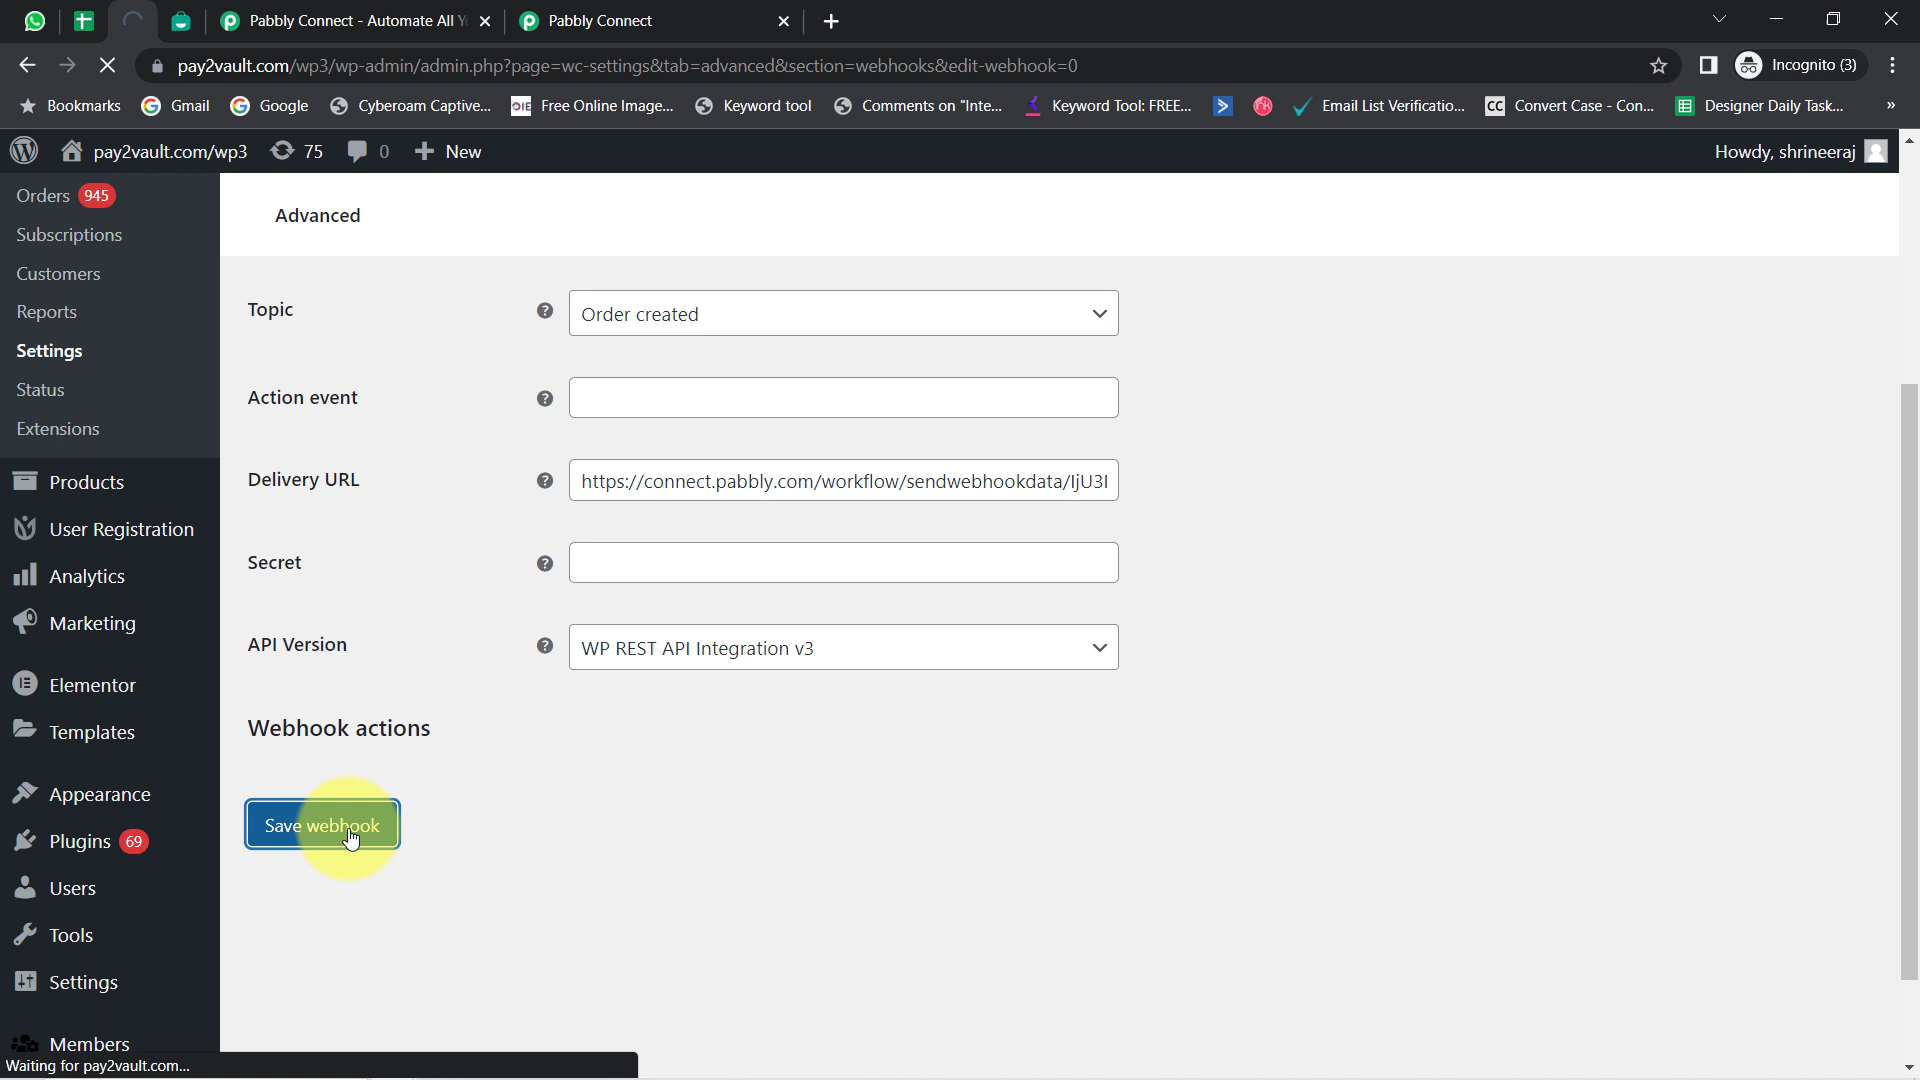 Pabbly Connect - Automate All Y
Pabbly Connect
pay2vault.com/wp3/wp-admin/admin.php?page=wc-settings&tab=advanced&section=webhooks&edit-webhook=0
Incognito (3)
Bookmarks
Gmail
Google
Cyberoam Captive...
OIE Free Online Image...
Keyword tool
Comments on "Inte...
Keyword Tool: FREE...
Email List Verificatio...
CC Convert Case - Con...
Designer Daily Task...
»
pay2vault.com/wp3
75
0
New
Howdy, shrineeraj
Orders 945
Subscriptions
Customers
Reports
Settings
Status
Extensions
Products
User Registration
Analytics
Marketing
Elementor
Templates
Appearance
Plugins 69
Users
Tools
Settings
Members
Advanced
Topic
Order created
Action event
Delivery URL
https://connect.pabbly.com/workflow/sendwebhookdata/IjU3I
Secret
API Version
WP REST API Integration v3
Webhook actions
Save webhook
Waiting for pay2vault.com...